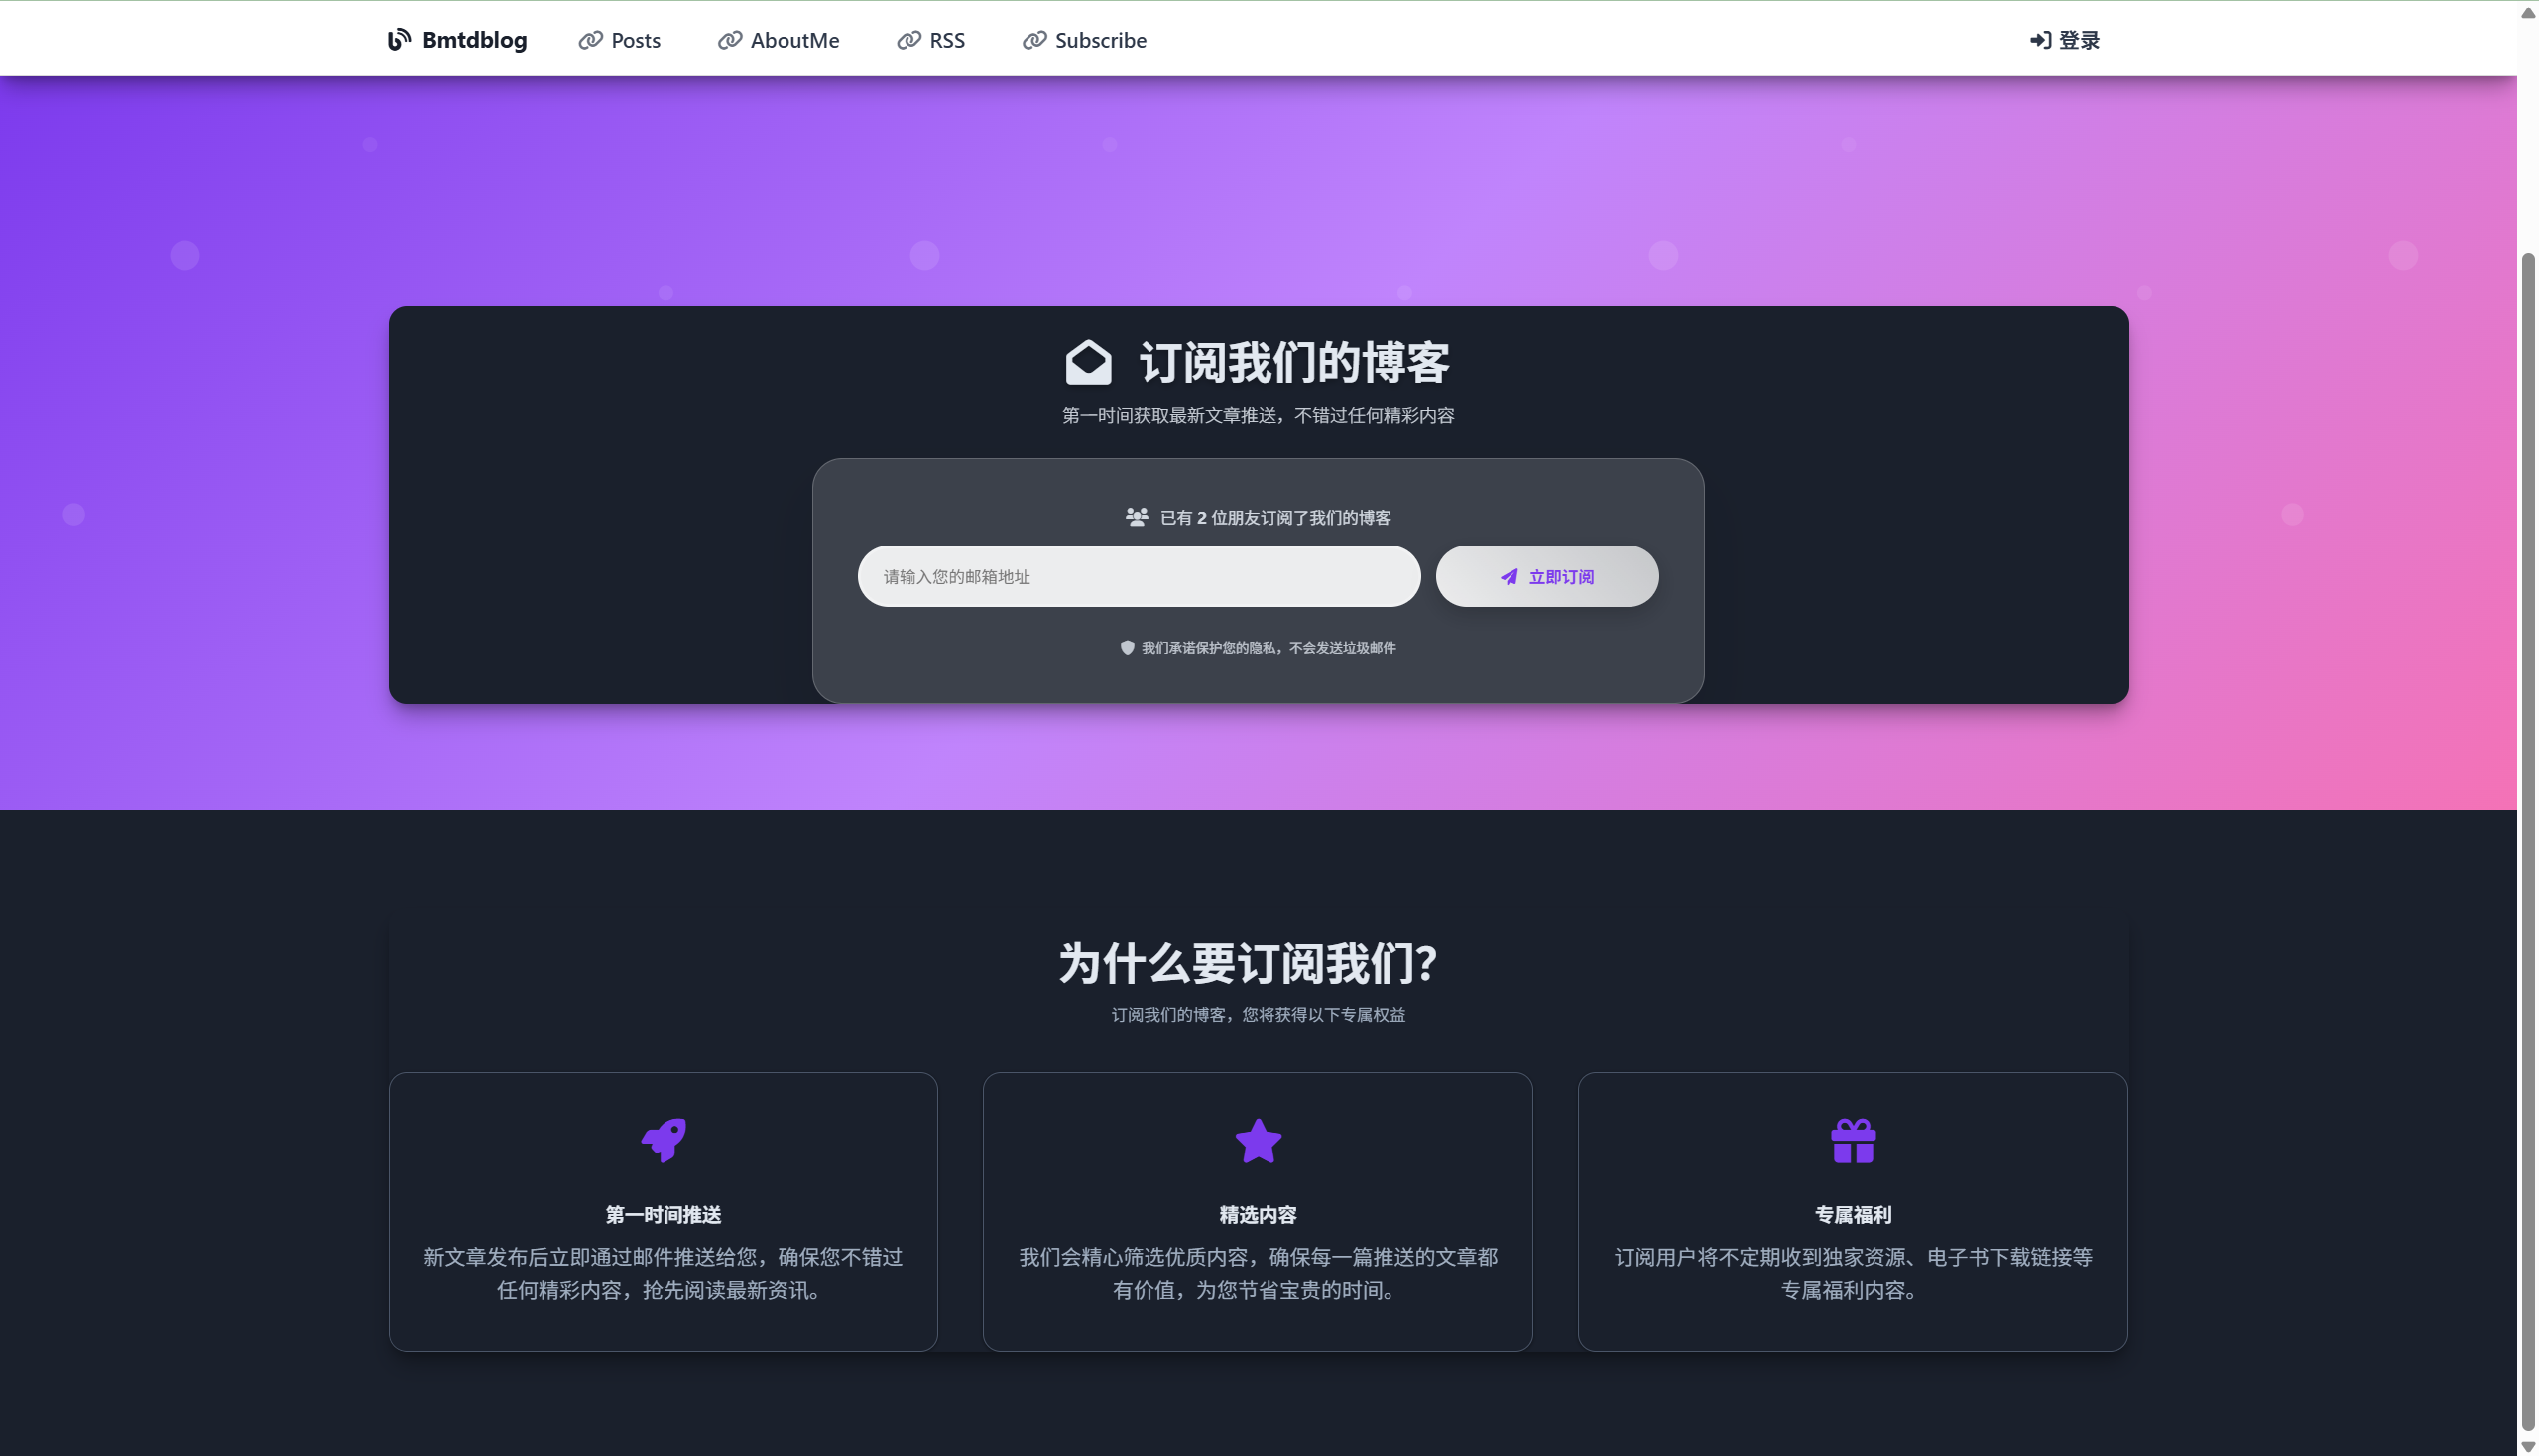 Bmtdblog
Posts
AboutMe
RSS
Subscribe
登录
订阅我们的博客
第一时间获取最新文章推送，不错过任何精彩内容
已有 2 位朋友订阅了我们的博客
请输入您的邮箱地址
立即订阅
我们承诺保护您的隐私，不会发送垃圾邮件
为什么要订阅我们？
订阅我们的博客，您将获得以下专属权益
第一时间推送
新文章发布后立即通过邮件推送给您，确保您不错过
任何精彩内容，抢先阅读最新资讯。
精选内容
我们会精心筛选优质内容，确保每一篇推送的文章都
有价值，为您节省宝贵的时间。
专属福利
订阅用户将不定期收到独家资源、电子书下载链接等
专属福利内容。